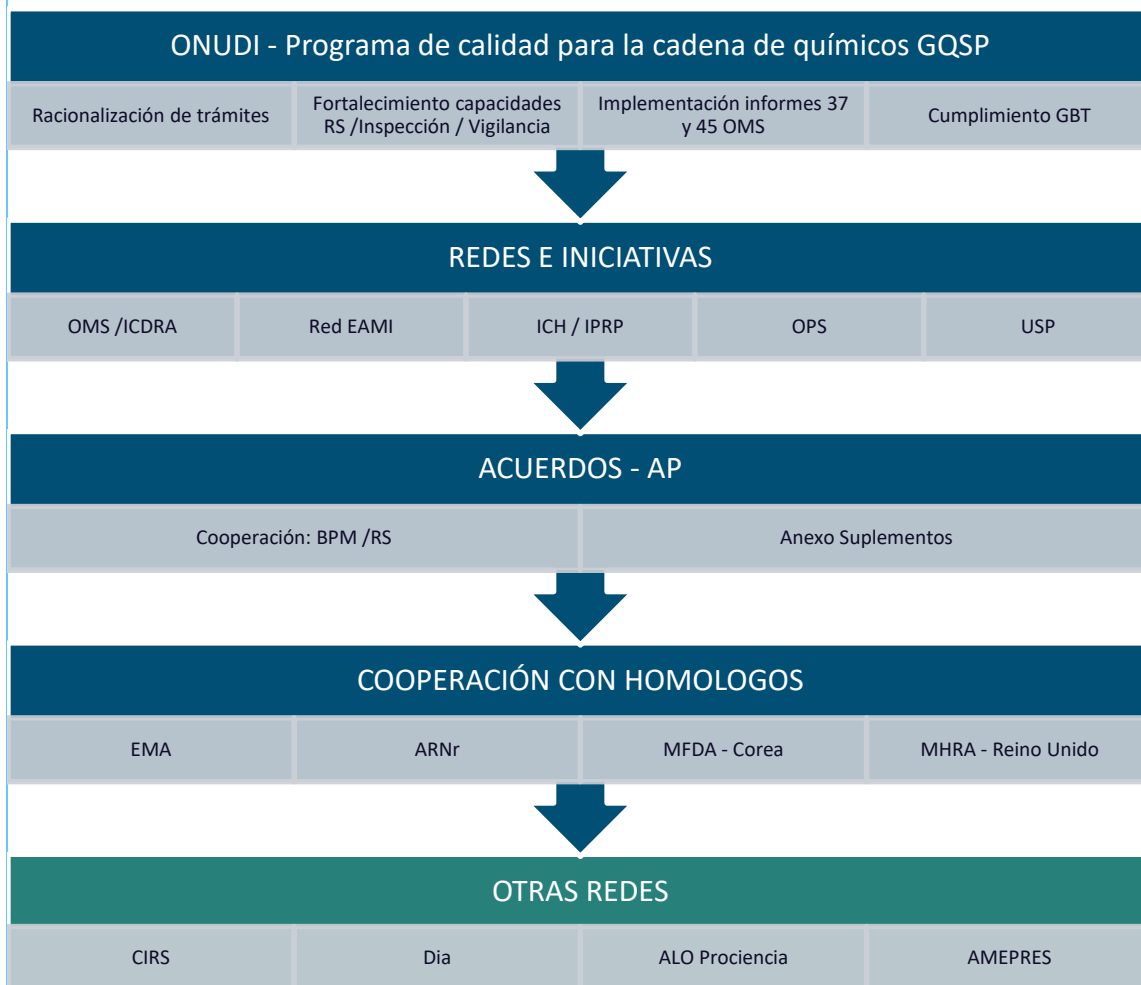 ONUDI - Programa de calidad para la cadena de químicos GQSP
Racionalización de trámites
Fortalecimiento capacidades
RS /Inspección / Vigilancia
Implementación informes 37
y 45 OMS
Cumplimiento GBT
REDES E INICIATIVAS
OMS /ICDRA
Red EAMI
ICH / IPRP
OPS
USP
ACUERDOS - AP
Cooperación: BPM /RS
Anexo Suplementos
COOPERACIÓN CON HOMOLOGOS
EMA
ARNr
MFDA - Corea
MHRA - Reino Unido
OTRAS REDES
CIRS
Dia
ALO Prociencia
AMEPRES